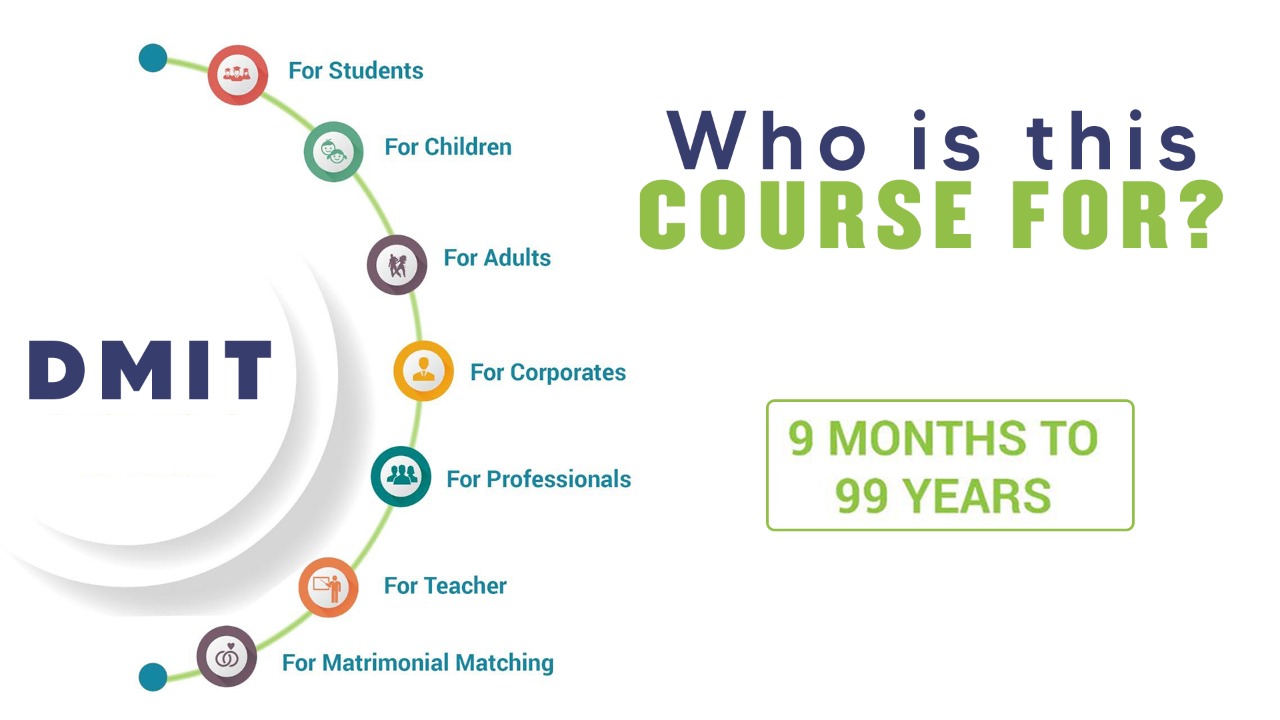 DMIT
For Students
For Children
For Adults
For Corporates
For Professionals
For Teacher
For Matrimonial Matching
Who is this
COURSE FOR?
9 MONTHS TO
99 YEARS